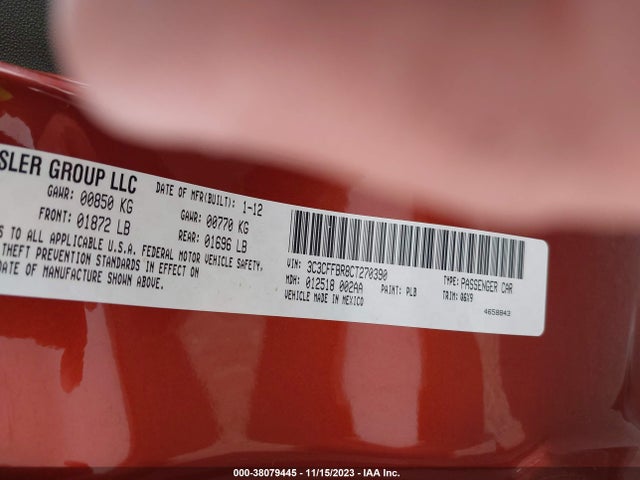 SLER GROUP LLC
DATE OF MFR(BUILT): 1-12
GAWR: 00850 KG
GAWR: 00770 KG
FRONT: 01872 LB
REAR: 01696 LB
S TO ALL APPLICABLE U.S.A. FEDERAL MOTOR VEHICLE SAFETY,
THEFT PREVENTION STANDARDS IN EFFECT
DATE OF MANUFACTURE SHOWN ABOVE.
VIN: 3C3CFFBR8CT270390
TYPE: PASSENGER CAR
MDH: 012518 002AA
PAINT: PLB
TRIM: 06X9
VEHICLE MADE IN MEXICO
4658843
000-38079445 - 11/15/2023 - IAA Inc.